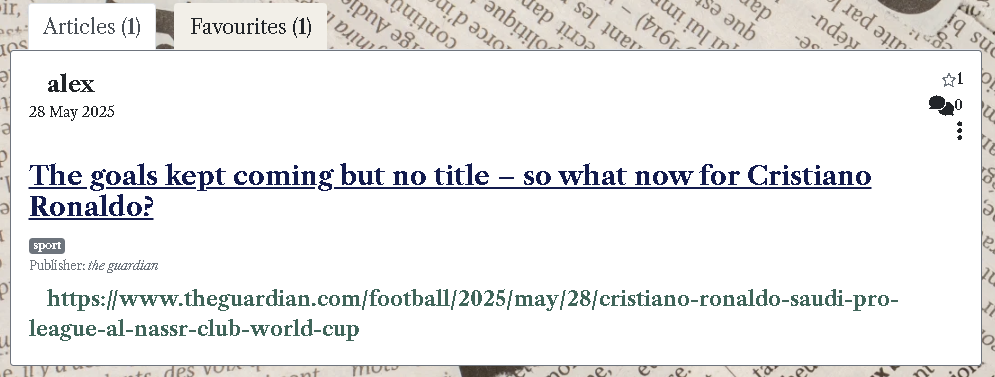 Articles (1) Favourites (1)
alex
1
28 May 2025
0
The goals kept coming but no title – so what now for Cristiano
Ronaldo?
sport
Publisher: the guardian
https://www.theguardian.com/football/2025/may/28/cristiano-ronaldo-saudi-pro-
league-al-nassr-club-world-cup